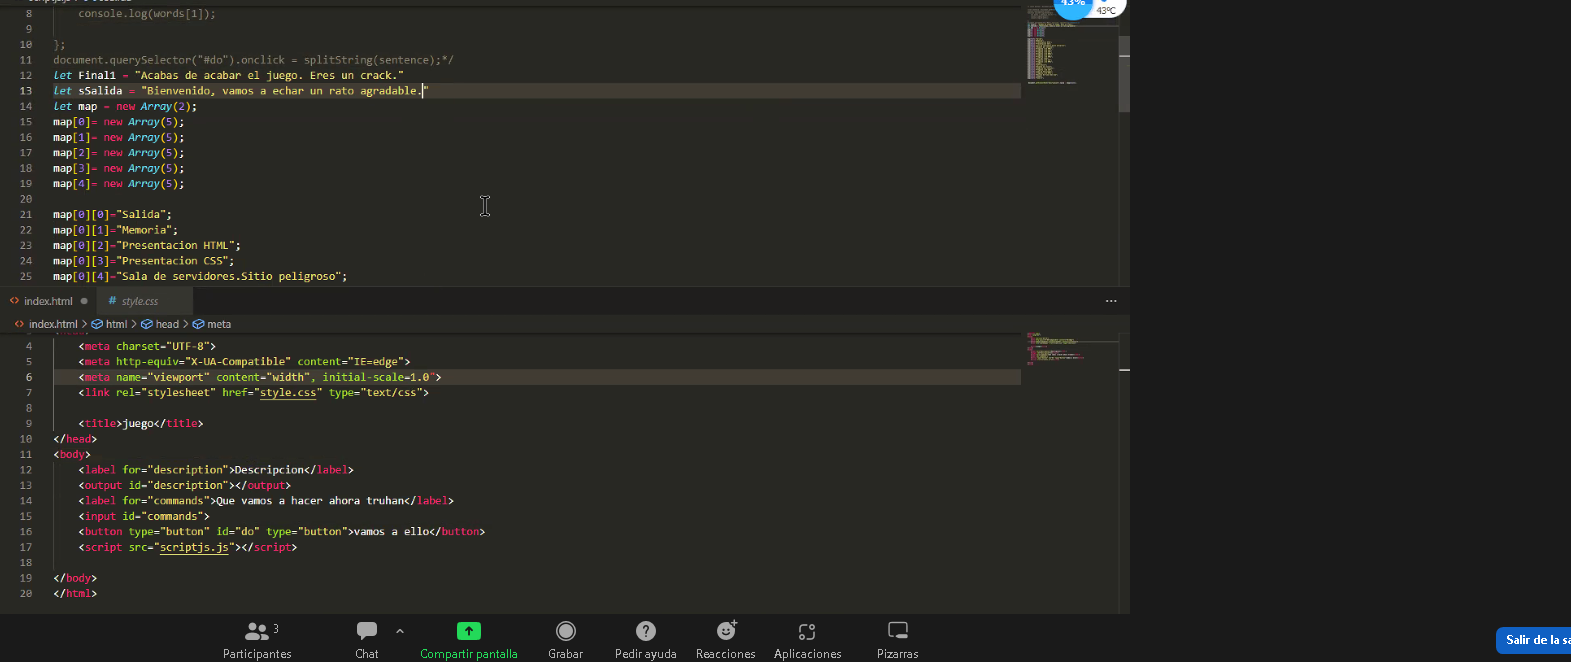 8 console.log(words[1]);
9
10 };
11 document.querySelector("#do").onclick = splitString(sentence);*/
12 let Final1 = "Acabas de acabar el juego. Eres un crack."
13 let sSalida = "Bienvenido, vamos a echar un rato agradable."
14 let map = new Array(2);
15 map[0]= new Array(5);
16 map[1]= new Array(5);
17 map[2]= new Array(5);
18 map[3]= new Array(5);
19 map[4]= new Array(5);
20
21 map[0][0]="Salida";
22 map[0][1]="Memoria";
23 map[0][2]="Presentacion HTML";
24 map[0][3]="Presentacion CSS";
25 map[0][4]="Sala de servidores.Sitio peligroso";
43%
43°C
index.html
# style.css
...
index.html > html > head > meta
4 <meta charset="UTF-8">
5 <meta http-equiv="X-UA-Compatible" content="IE=edge">
6 <meta name="viewport" content="width", initial-scale=1.0¨>
7 <link rel="stylesheet" href="style.css" type="text/css">
8
9 <title>juego</title>
10 </head>
11 <body>
12 <label for="description">Descripcion</label>
13 <output id="description"></output>
14 <label for="commands">Que vamos a hacer ahora truhan</label>
15 <input id="commands">
16 <button type="button" id="do" type="button">vamos a ello</button>
17 <script src="scriptjs.js"></script>
18
19 </body>
20 </html>
3
Participantes
Chat
Compartir pantalla
Grabar
Pedir ayuda
Reacciones
Aplicaciones
Pizarras
Salir de la sa